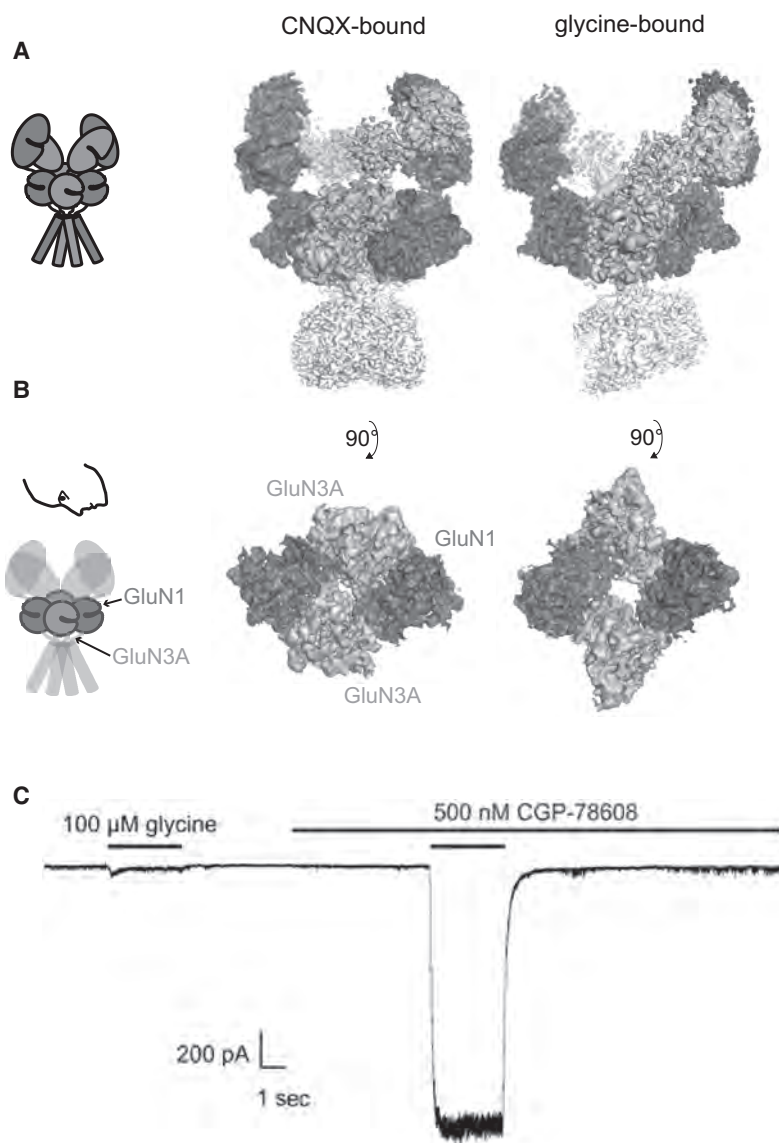 CNQX-bound
glycine-bound
A
B
90°
90°
GluN3A
GluN1
GluN1
GluN3A
GluN3A
C
500 nM CGP-78608
100 µM glycine
200 pA
1 sec